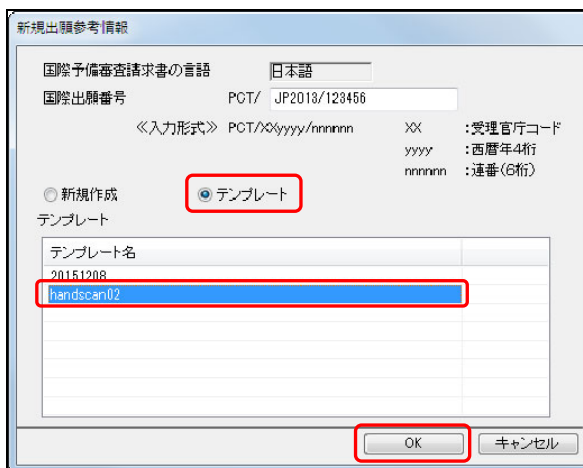 新規出願参考情報
国際予備審査請求書の言語 日本語
国際出願番号 PCT/ JP2013/123456
≪入力形式≫ PCT/XXyyyy/nnnnnn XX :受理官庁コード
yyyy :西暦年4桁
nnnnnn :連番(6桁)
新規作成 テンプレート
テンプレート
テンプレート名
20151208
handscan02
OK キャンセル